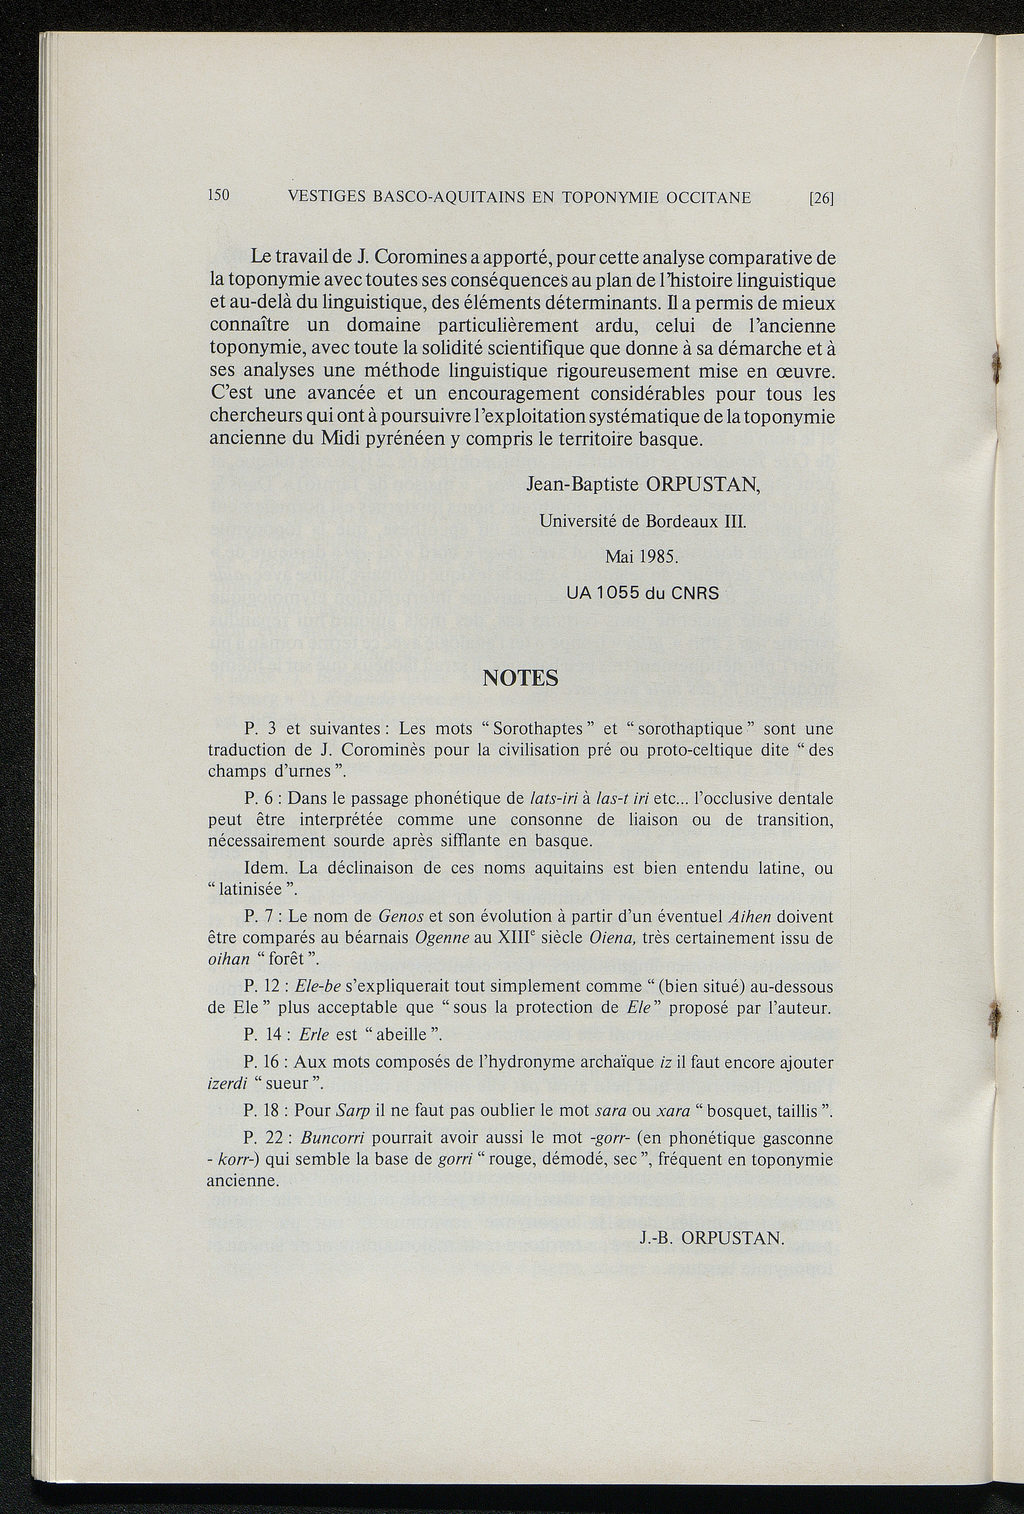 150 VESTIGES BASCO-AQUITAINS EN TOPONYMIE OCCITANE [26]
Le travail de J. Coromines a apporté, pour cette analyse comparative de
la toponymie avec toutes ses conséquences au plan de l'histoire linguistique
et au-delà du linguistique, des éléments déterminants. Il a permis de mieux
connaître un domaine particulièrement ardu, celui de l'ancienne
toponymie, avec toute la solidité scientifique que donne à sa démarche et à
ses analyses une méthode linguistique rigoureusement mise en œuvre.
C'est une avancée et un encouragement considérables pour tous les
chercheurs qui ont à poursuivre l'exploitation systématique de la toponymie
ancienne du Midi pyrénéen y compris le territoire basque.
Jean-Baptiste ORPUSTAN,
Université de Bordeaux III.
Mai 1985.
UA 1055 du CNRS
NOTES
P. 3 et suivantes : Les mots “ Sorothaptes ” et “ sorothaptique ” sont une
traduction de J. Corominès pour la civilisation pré ou proto-celtique dite “ des
champs d'urnes ”.
P. 6 : Dans le passage phonétique de lats-iri à las-t iri etc... l'occlusive dentale
peut être interprétée comme une consonne de liaison ou de transition,
nécessairement sourde après sifflante en basque.
Idem. La déclinaison de ces noms aquitains est bien entendu latine, ou
“ latinisée ”.
P. 7 : Le nom de Genos et son évolution à partir d'un éventuel Aihen doivent
être comparés au béarnais Ogenne au XIIIe siècle Oiena, très certainement issu de
oihan “ forêt ”.
P. 12 : Ele-be s'expliquerait tout simplement comme “ (bien situé) au-dessous
de Ele ” plus acceptable que “ sous la protection de Ele ” proposé par l'auteur.
P. 14 : Erle est “ abeille ”.
P. 16 : Aux mots composés de l'hydronyme archaïque iz il faut encore ajouter
izerdi “ sueur ”.
P. 18 : Pour Sarp il ne faut pas oublier le mot sara ou xara “ bosquet, taillis ”.
P. 22 : Buncorri pourrait avoir aussi le mot -gorr- (en phonétique gasconne
- korr-) qui semble la base de gorri “ rouge, démodé, sec ”, fréquent en toponymie
ancienne.
J.-B. ORPUSTAN.